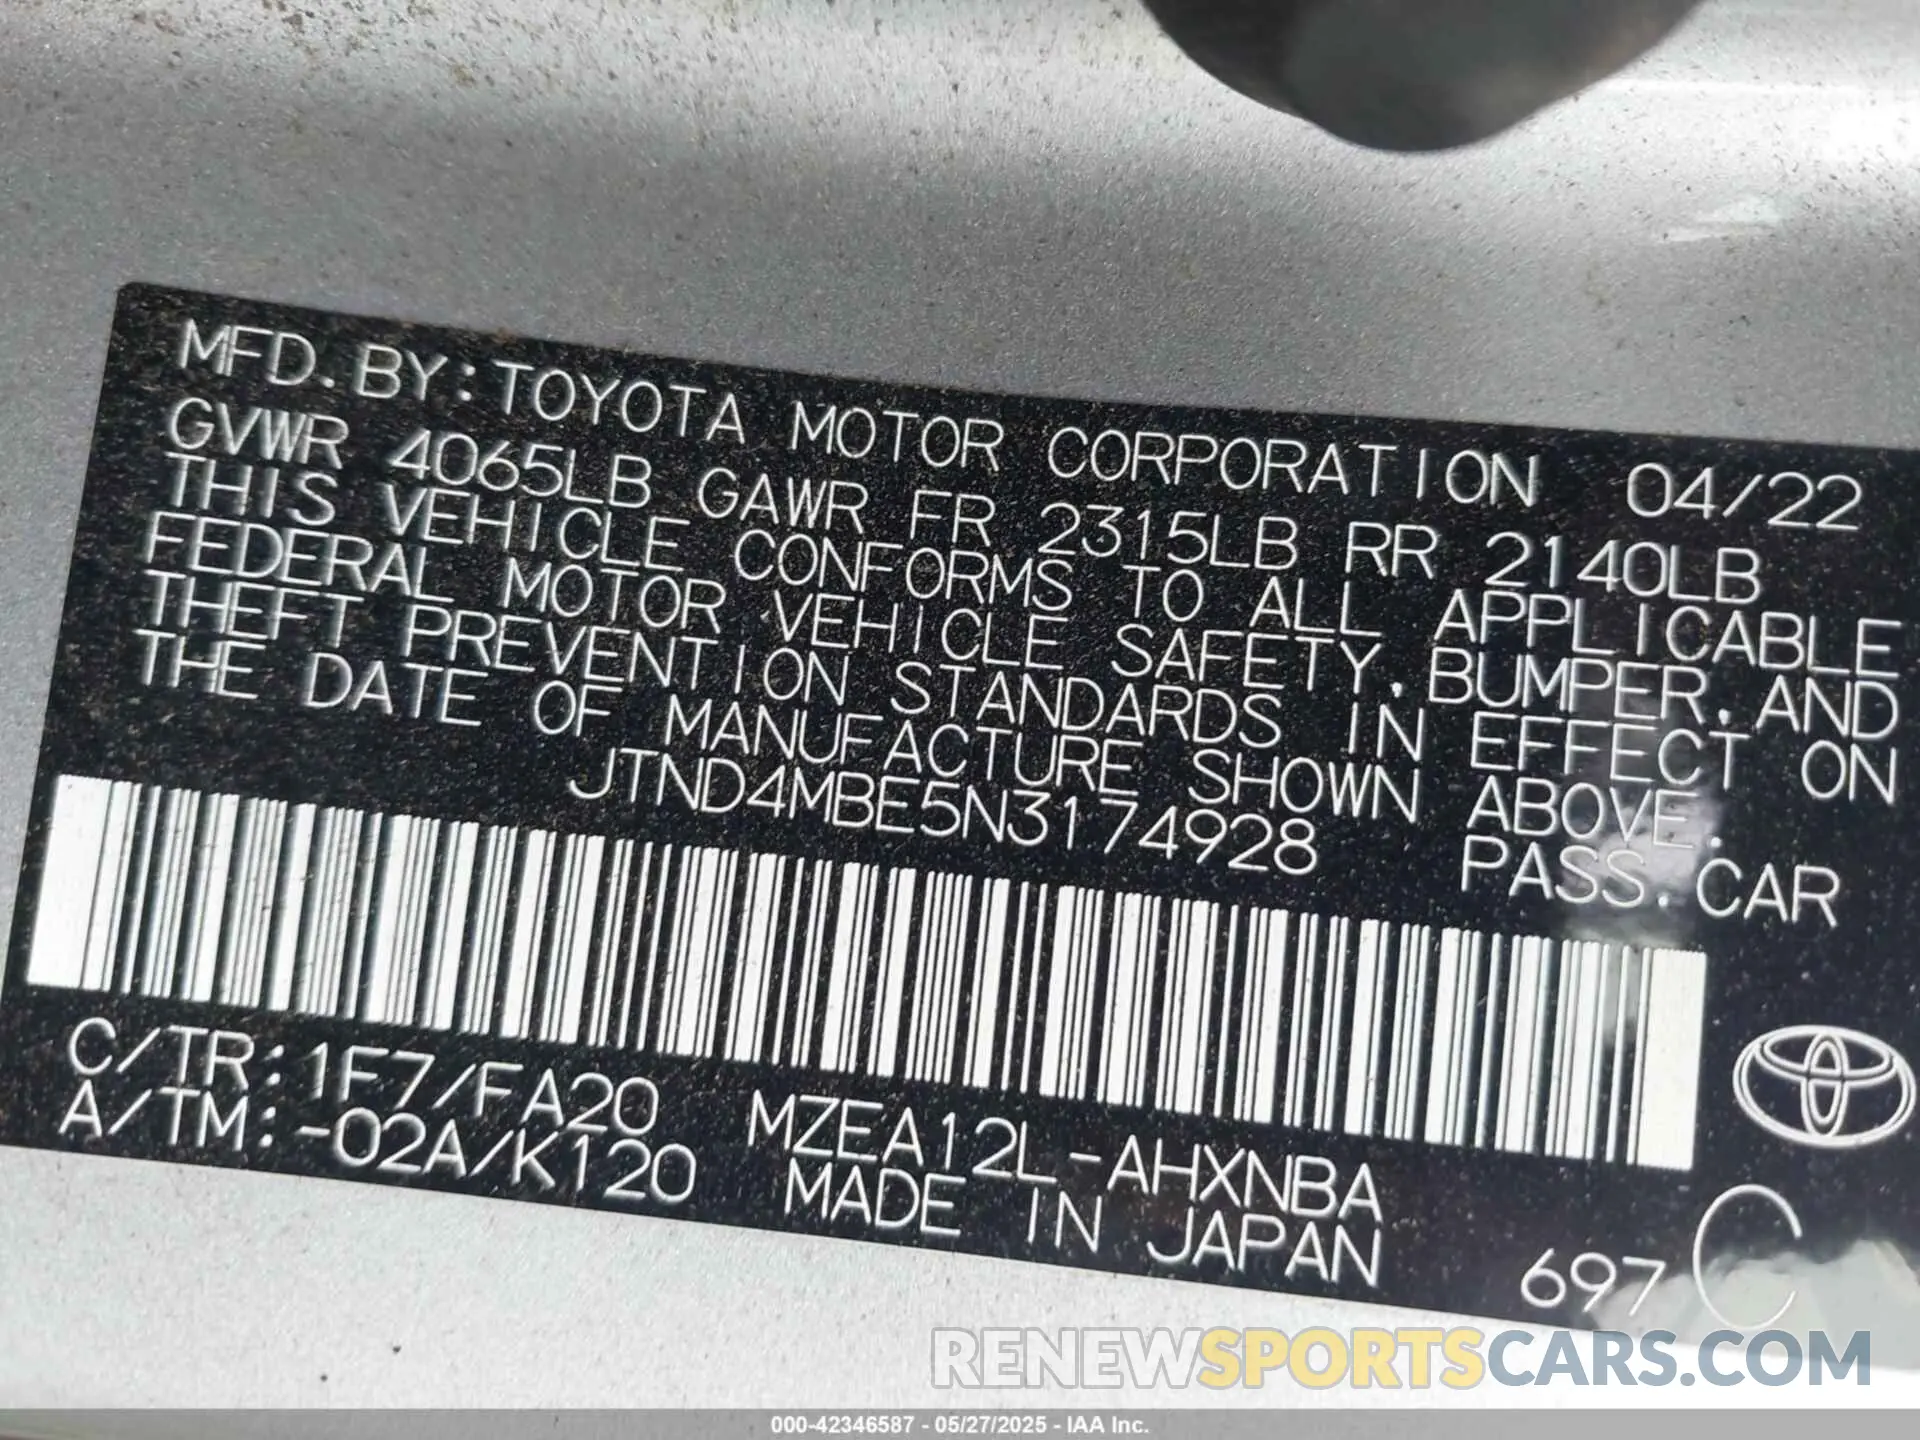 MFD.BY:TOYOTA MOTOR CORPORATION 04/22
GVWR 4065LB GAWR FR 2315LB RR 2140LB
THIS VEHICLE CONFORMS TO ALL APPLICABLE
FEDERAL MOTOR VEHICLE SAFETY,BUMPER,AND
THEFT PREVENTION STANDARDS IN EFFECT ON
THE DATE OF MANUFACTURE SHOWN ABOVE.
JTND4MBE5N3174928 PASS.CAR
C/TR:1F7/FA20 MZEA12L-AHXNBA
A/TM:-02A/K120 MADE IN JAPAN 697 C
RENEWSPORTSCARS.COM
000-42346587 - 05/27/2025 - IAA Inc.